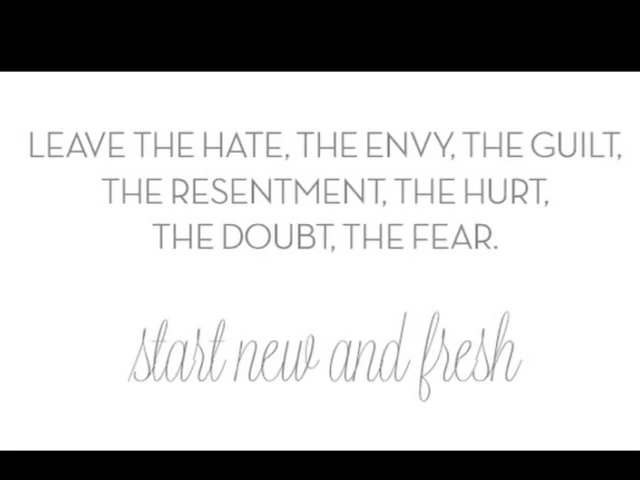 LEAVE THE HATE, THE ENVY, THE GUILT,
THE RESENTMENT, THE HURT,
THE DOUBT, THE FEAR.
start new and fresh